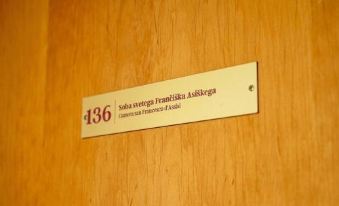 136
Soba svetega Frančiška Asiškega
Camera san Francesco d'Assisi